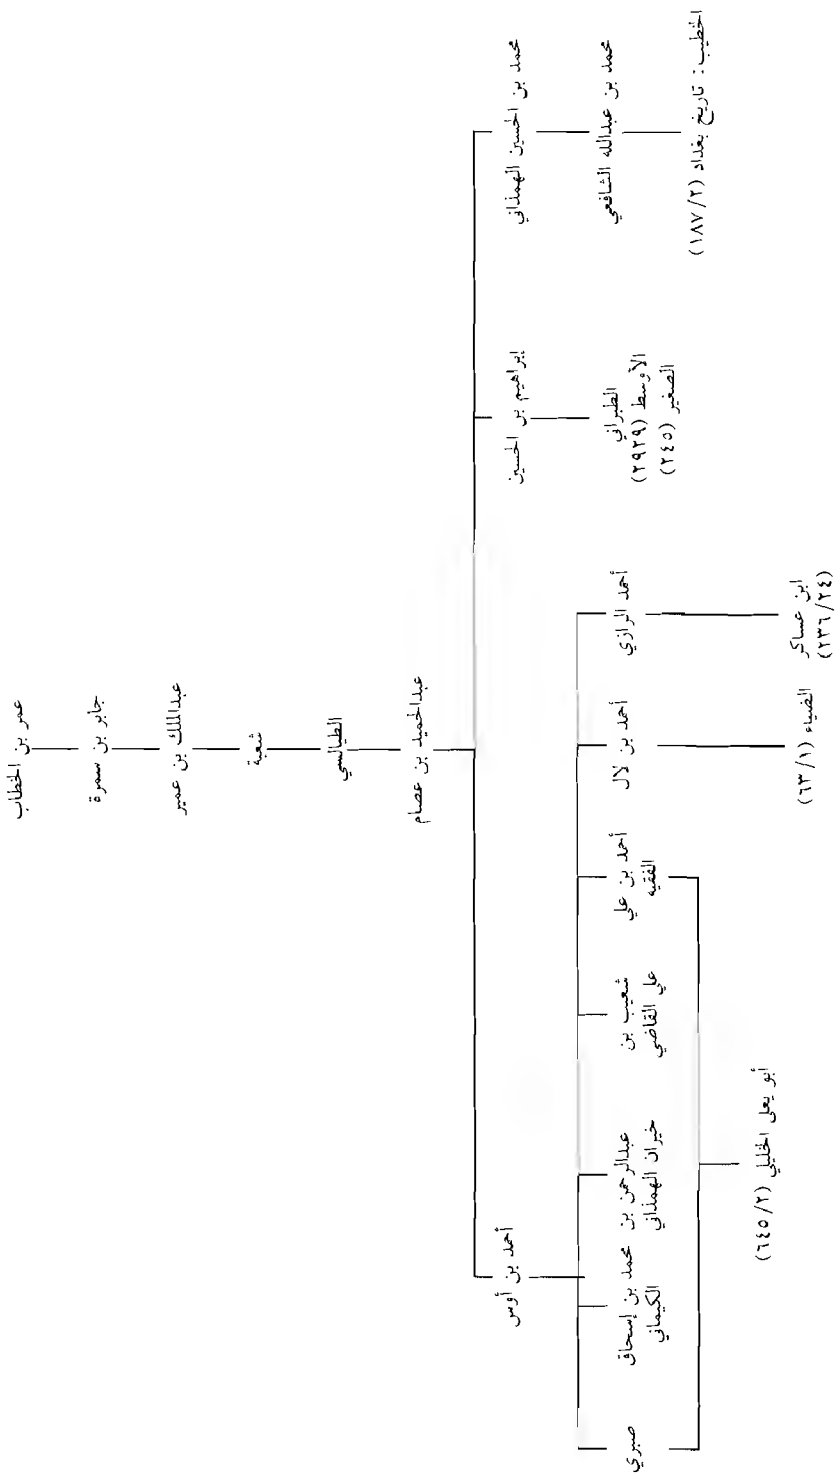 عمر بن الخطاب
جابر بن سمرة
عبدالملك بن عمير
شعبة
الطيالسي
عبدالحميد بن عصام
محمد بن الحسين الهمذاني
إبراهيم بن الحسين
أحمد بن أوس
محمد بن عبدالله الشافعي
الطبراني
الأوسط (٢٩٢٩)
الصغير (٢٤٥)
أحمد الرازي
أحمد بن لال
أحمد بن علي
الفقيه
شعيب بن
علي القاضي
عبدالرحمن بن
خيران الهمذاني
محمد بن إسحاق
الكيماني
صبري
الخطيب: تاريخ بغداد (١٨٧/٢)
ابن عساكر
(٢٣٦/٢٤)
الضياء (٦٣/١)
أبو يعلى الخليلي (٦٤٥/٢)